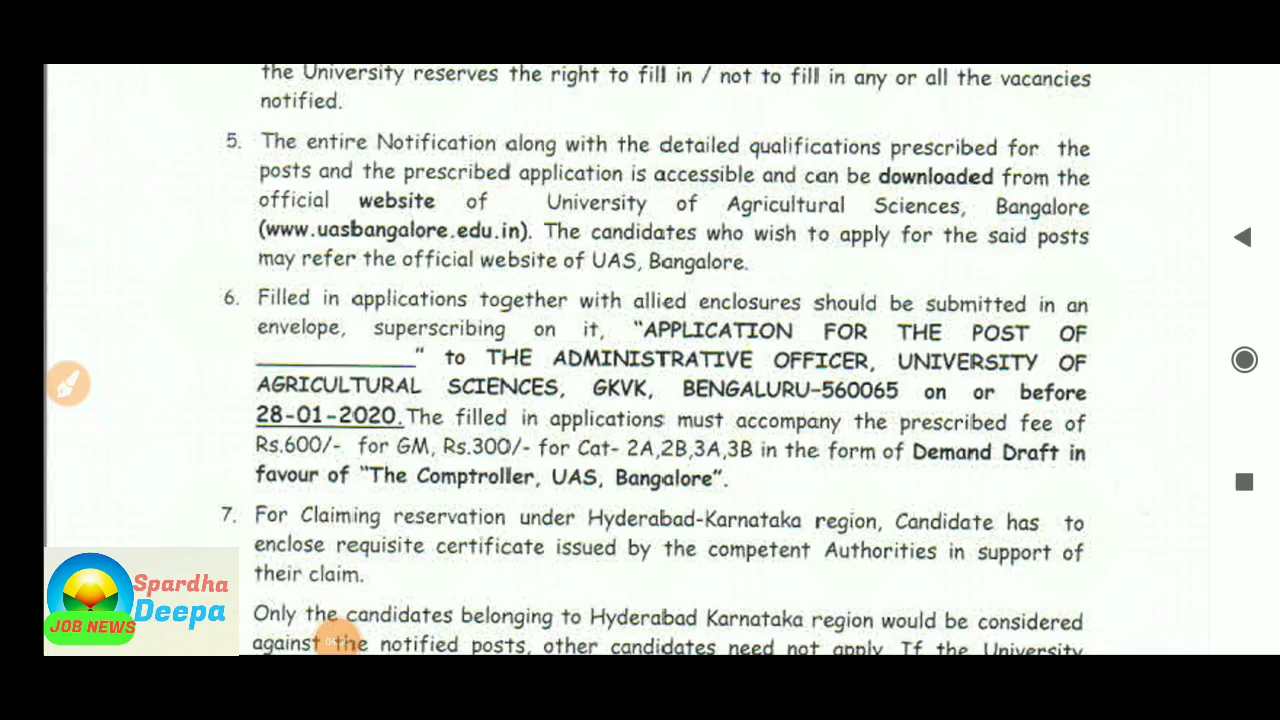 the University reserves the right to fill in / not to fill in any or all the vacancies
notified.
5. The entire Notification along with the detailed qualifications prescribed for the
posts and the prescribed application is accessible and can be downloaded from the
official website of University of Agricultural Sciences, Bangalore
(www.uasbangalore.edu.in). The candidates who wish to apply for the said posts
may refer the official website of UAS, Bangalore.
6. Filled in applications together with allied enclosures should be submitted in an
envelope, superscribing on it, "APPLICATION FOR THE POST OF
____________" to THE ADMINISTRATIVE OFFICER, UNIVERSITY OF
AGRICULTURAL SCIENCES, GKVK, BENGALURU-560065 on or before
28-01-2020. The filled in applications must accompany the prescribed fee of
Rs.600/- for GM, Rs.300/- for Cat- 2A,2B,3A,3B in the form of Demand Draft in
favour of "The Comptroller, UAS, Bangalore".
7. For Claiming reservation under Hyderabad-Karnataka region, Candidate has to
enclose requisite certificate issued by the competent Authorities in support of
their claim.
Only the candidates belonging to Hyderabad Karnataka region would be considered
against the notified posts, other candidates need not apply. If the University
Spardha
Deepa
JOB NEWS